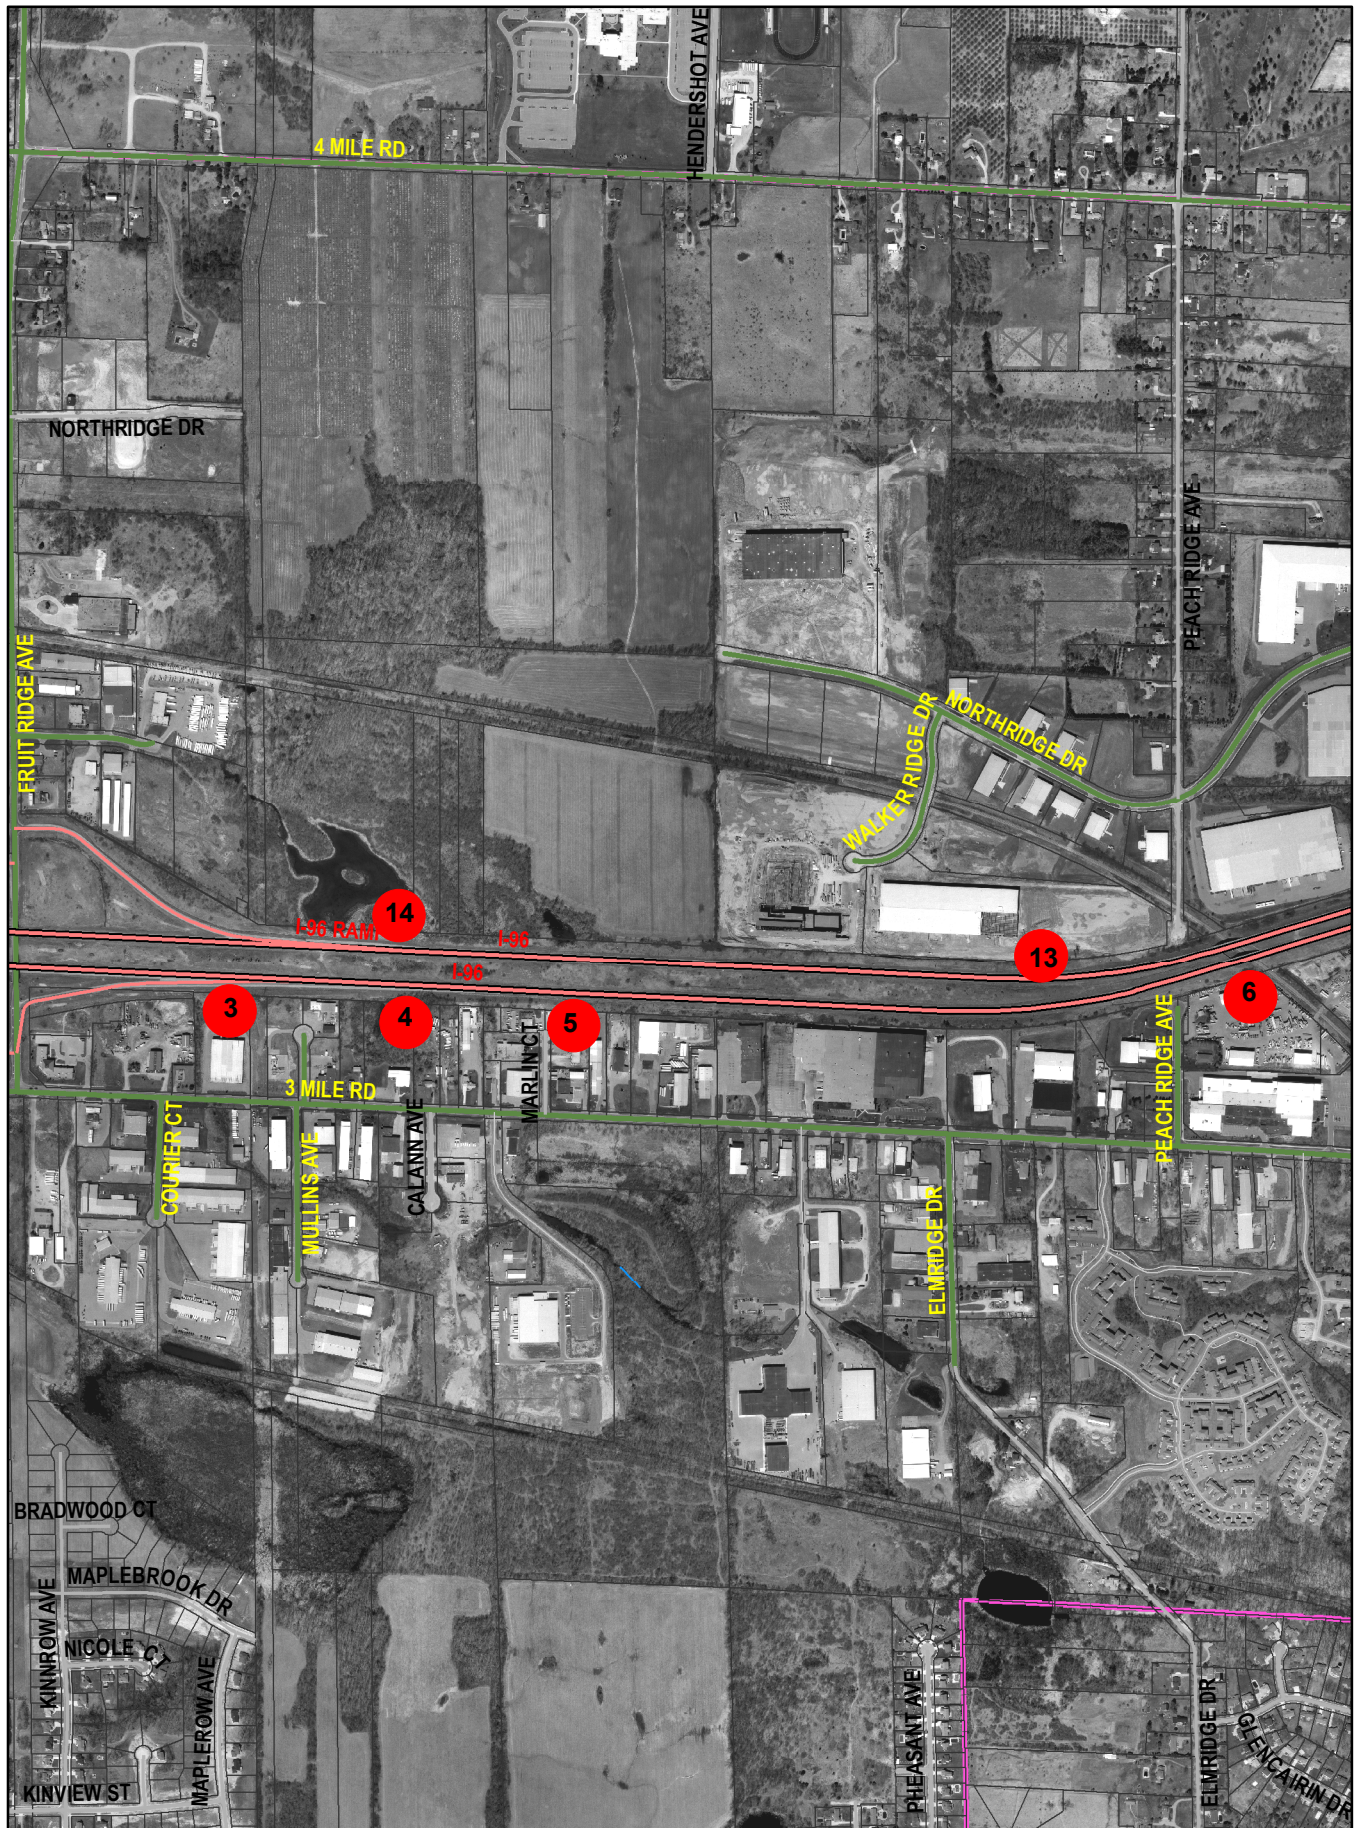 HENDERSHOT AVE
4 MILE RD
NORTHRIDGE DR
PEACH RIDGE AVE
FRUIT RIDGE AVE
WALKER RIDGE DR
NORTHRIDGE DR
14
I-96 RAMP
I-96
13
I-96
3
4
5
6
MARLIN CT
PEACH RIDGE AVE
3 MILE RD
COURIER CT
MULLINS AVE
CALANN AVE
ELMRIDGE DR
BRADWOOD CT
MAPLEBROOK DR
KINNROW AVE
NICOLE CT
MAPLEROW AVE
PHEASANT AVE
ELMRIDGE DR
GLENCAIRIN DR
KINVIEW ST